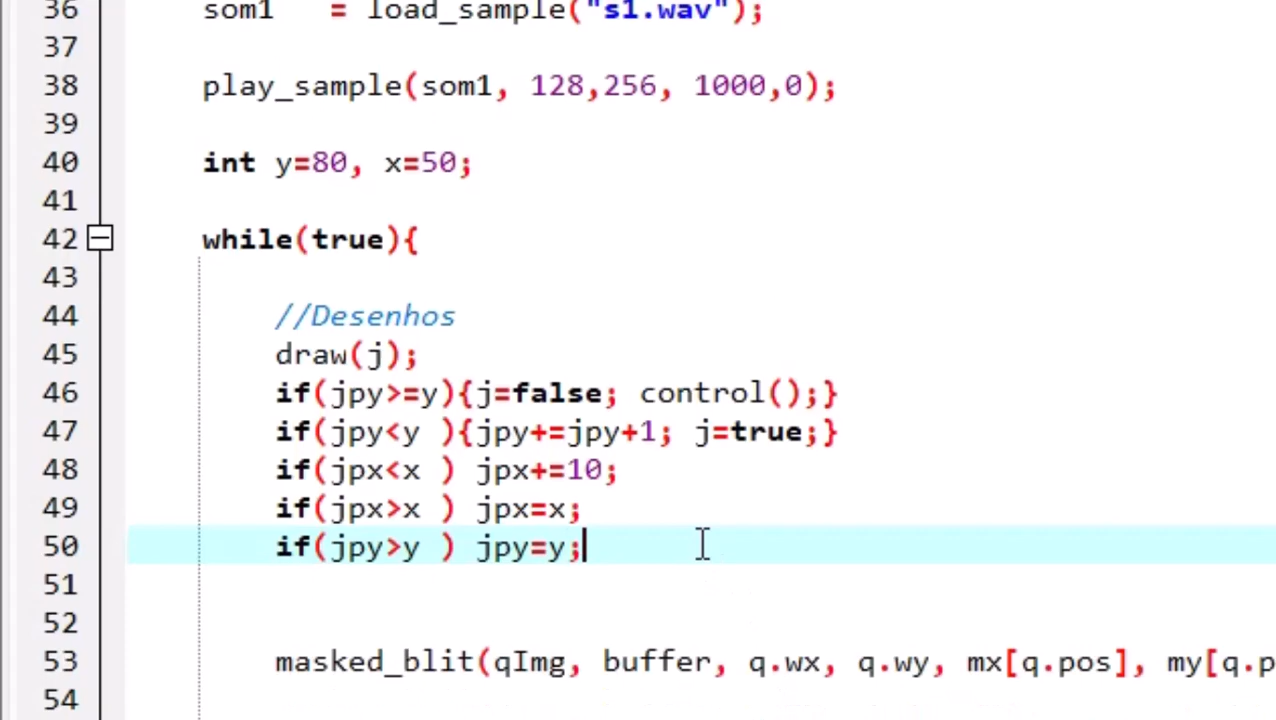 36 som1 = load_sample("s1.wav");
37
38 play_sample(som1, 128,256, 1000,0);
39
40 int y=80, x=50;
41
42 while(true){
43
44 //Desenhos
45 draw(j);
46 if(jpy>=y){j=false; control();}
47 if(jpy<y ){jpy+=jpy+1; j=true;}
48 if(jpx<x ) jpx+=10;
49 if(jpx>x ) jpx=x;
50 if(jpy>y ) jpy=y;
51
52
53 masked_blit(qImg, buffer, q.wx, q.wy, mx[q.pos], my[q.p
54